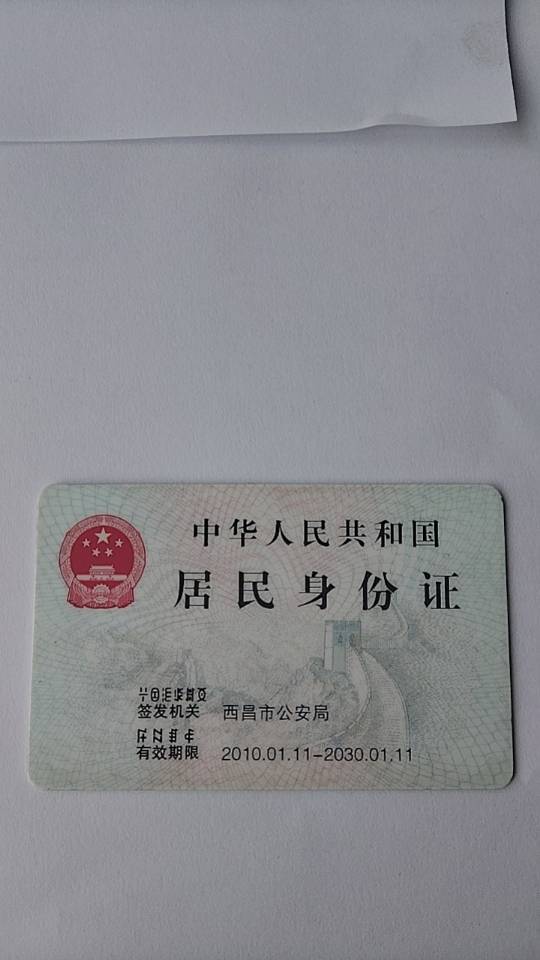 中华人民共和国
居民身份证
签发机关 西昌市公安局
有效期限 2010.01.11-2030.01.11